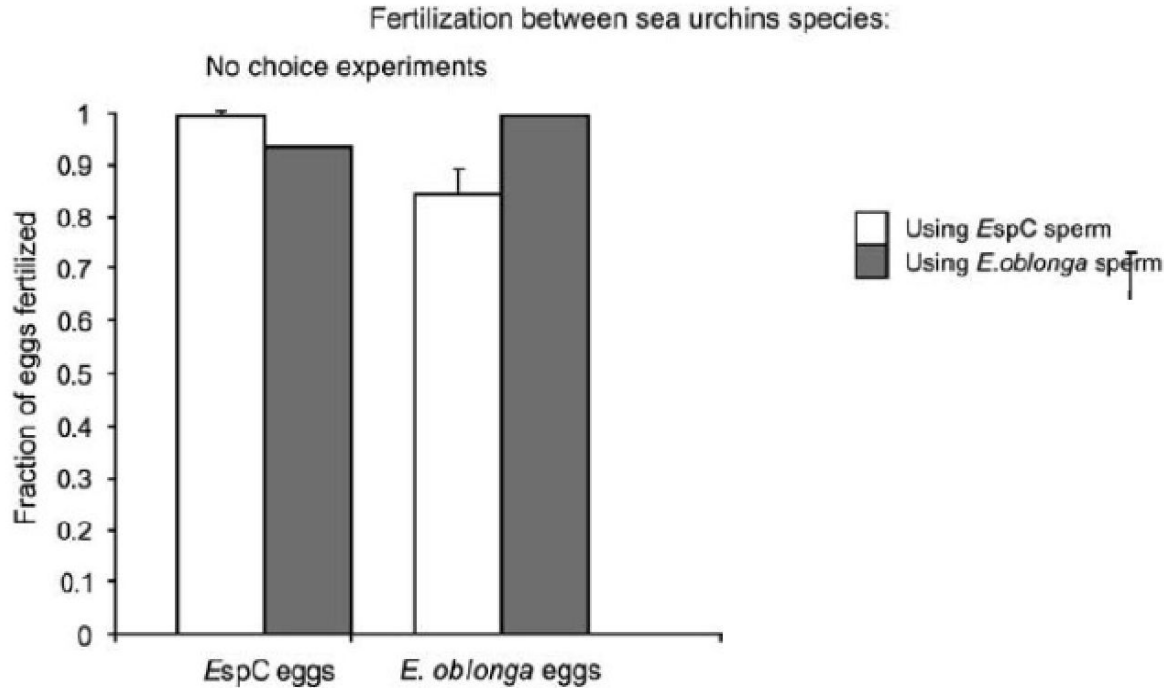 Fertilization between sea urchins species:
No choice experiments
Fraction of eggs fertilized
1
0.9
0.8
0.7
0.6
0.5
0.4
0.3
0.2
0.1
0
EspC eggs
E. oblonga eggs
Using EspC sperm
Using E.oblonga sperm